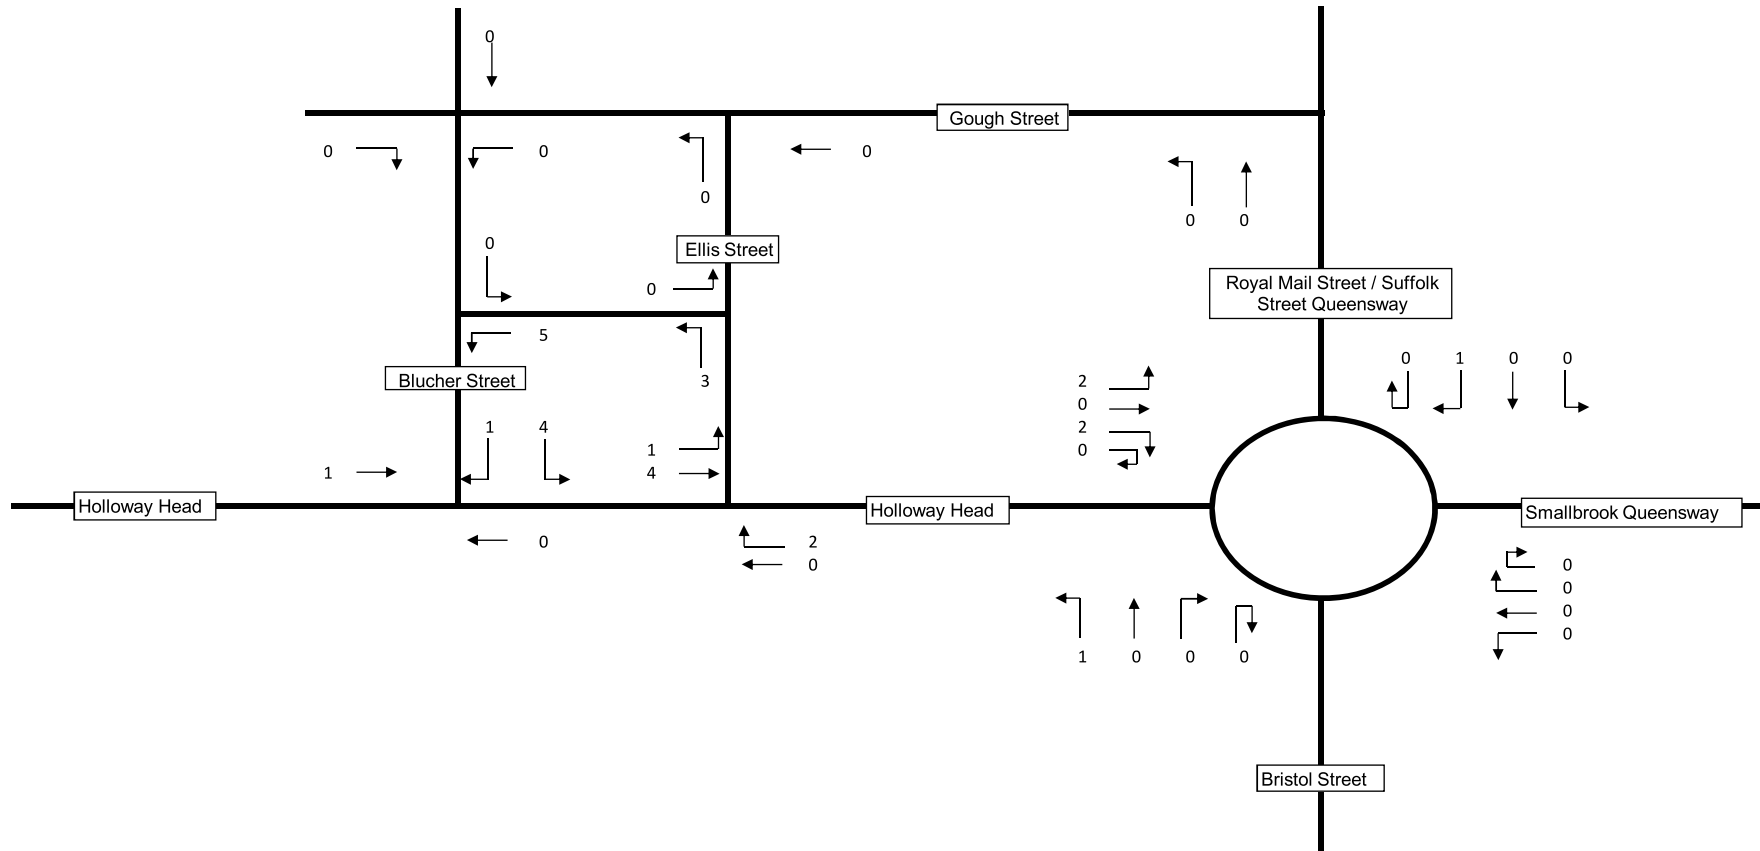 0
Gough Street
0
0
0
0
0
0
0
0
Ellis Street
0
Royal Mail Street / Suffolk
Street Queensway
5
0 1 0 0
Blucher Street
3
2
0
2
0
1 4
1
1
4
Holloway Head
Holloway Head
Smallbrook Queensway
0
2
0
0
0
0
0
1 0 0 0
Bristol Street